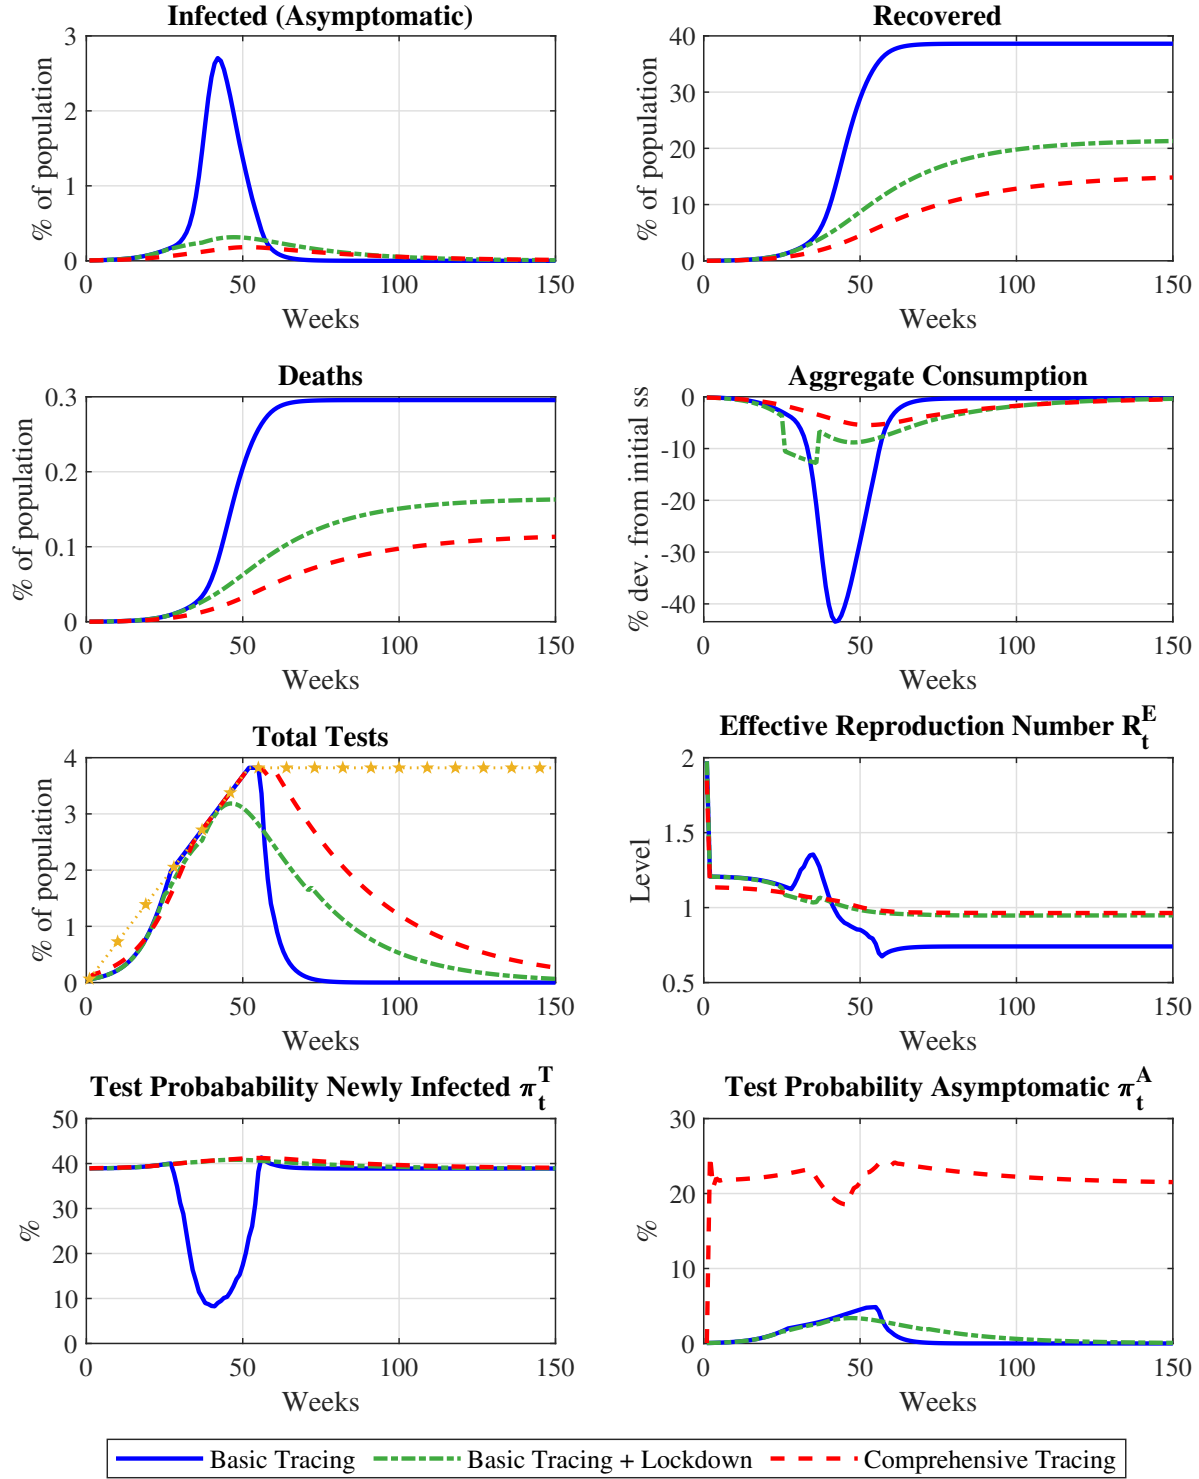 Infected (Asymptomatic)
3
2
1
0
% of population
0 50 100 150
Weeks
Recovered
40
30
20
10
0
% of population
0 50 100 150
Weeks
Deaths
0.3
0.2
0.1
0
% of population
0 50 100 150
Weeks
Aggregate Consumption
0
-10
-20
-30
-40
% dev. from initial ss
0 50 100 150
Weeks
Total Tests
4
3
2
1
0
% of population
0 50 100 150
Weeks
Effective Reproduction Number R_t^E
2
1.5
1
0.5
Level
0 50 100 150
Weeks
Test Probabability Newly Infected π_t^T
50
40
30
20
10
0
%
0 50 100 150
Weeks
Test Probability Asymptomatic π_t^A
30
20
10
0
%
0 50 100 150
Weeks
Basic Tracing Basic Tracing + Lockdown Comprehensive Tracing